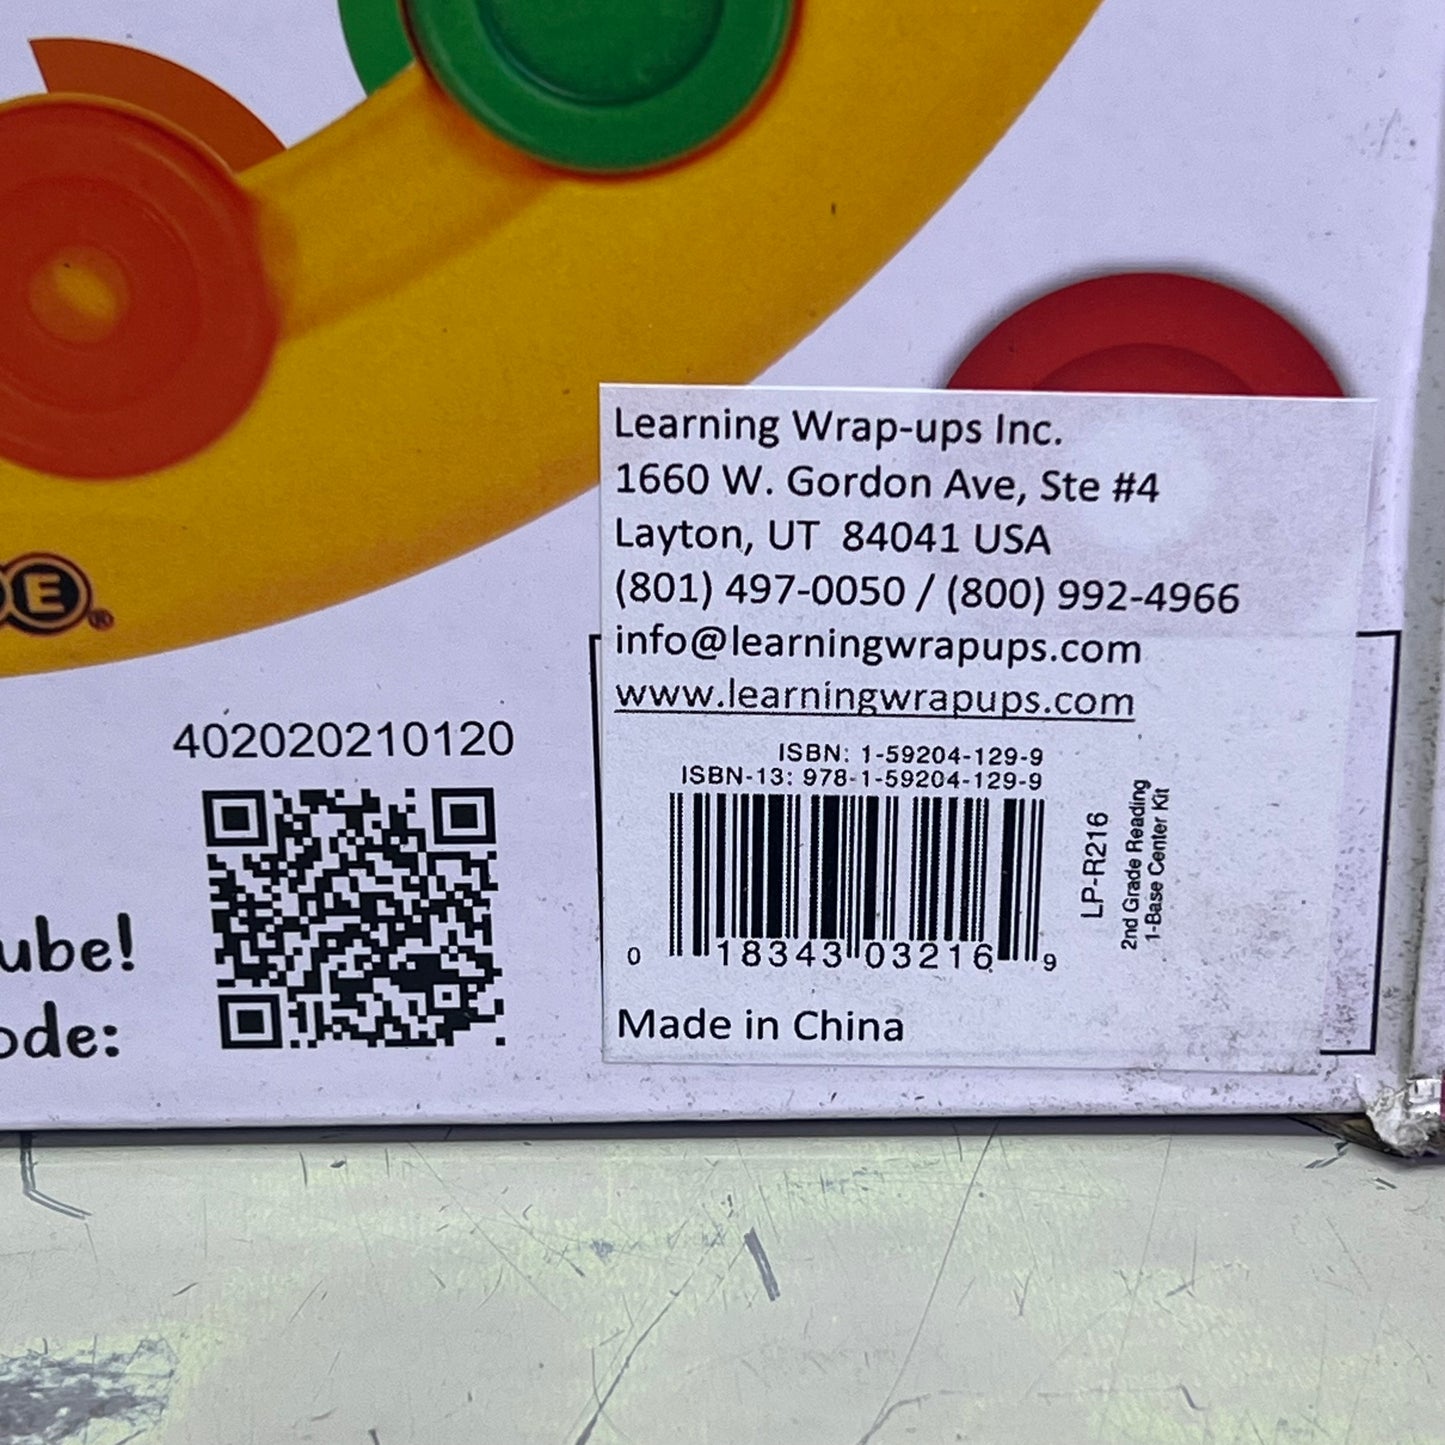 E®
402020210120
ube!
ode:
Learning Wrap-ups Inc.
1660 W. Gordon Ave, Ste #4
Layton, UT 84041 USA
(801) 497-0050 / (800) 992-4966
info@learningwrapups.com
www.learningwrapups.com
ISBN: 1-59204-129-9
ISBN-13: 978-1-59204-129-9
0 18343 03216 9
LP-R216
2nd Grade Reading
1-Base Center Kit
Made in China